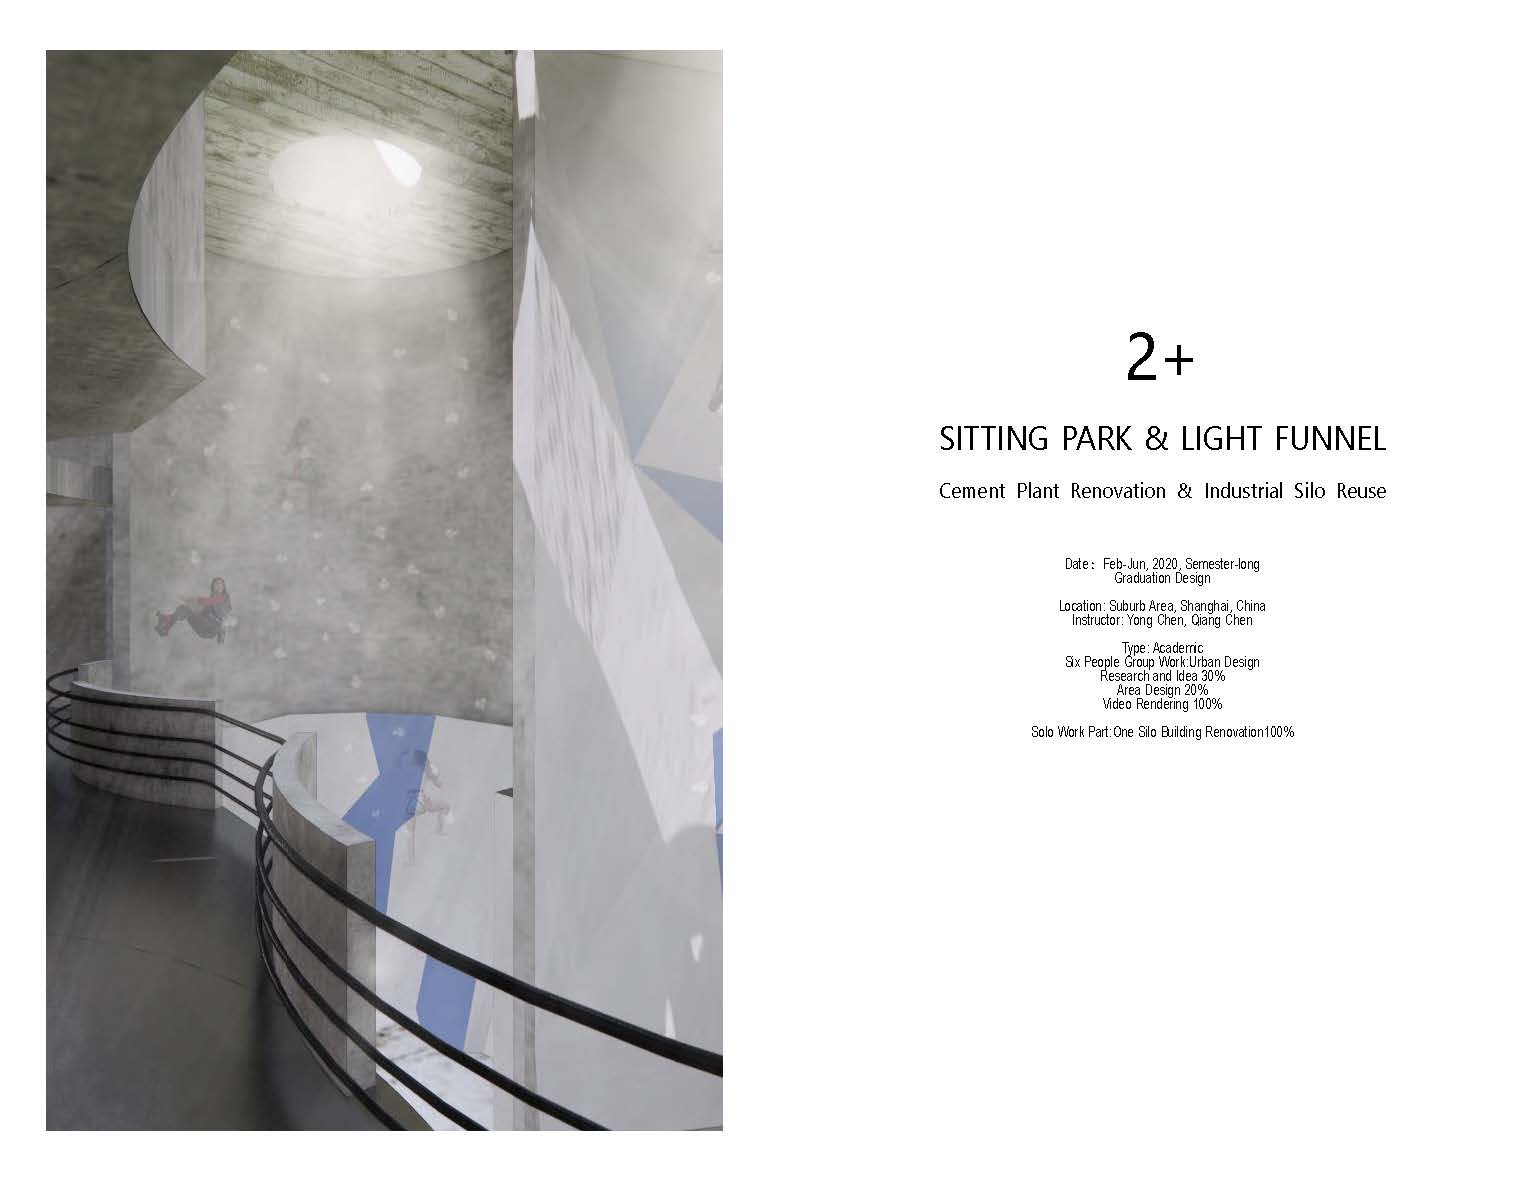 2+
SITTING PARK & LIGHT FUNNEL
Cement Plant Renovation & Industrial Silo Reuse
Date：Feb-Jun, 2020, Semester-long
Graduation Design
Location: Suburb Area, Shanghai, China
Instructor: Yong Chen, Qiang Chen
Type: Academic
Six People Group Work:Urban Design
Research and Idea 30%
Area Design 20%
Video Rendering 100%
Solo Work Part:One Silo Building Renovation100%